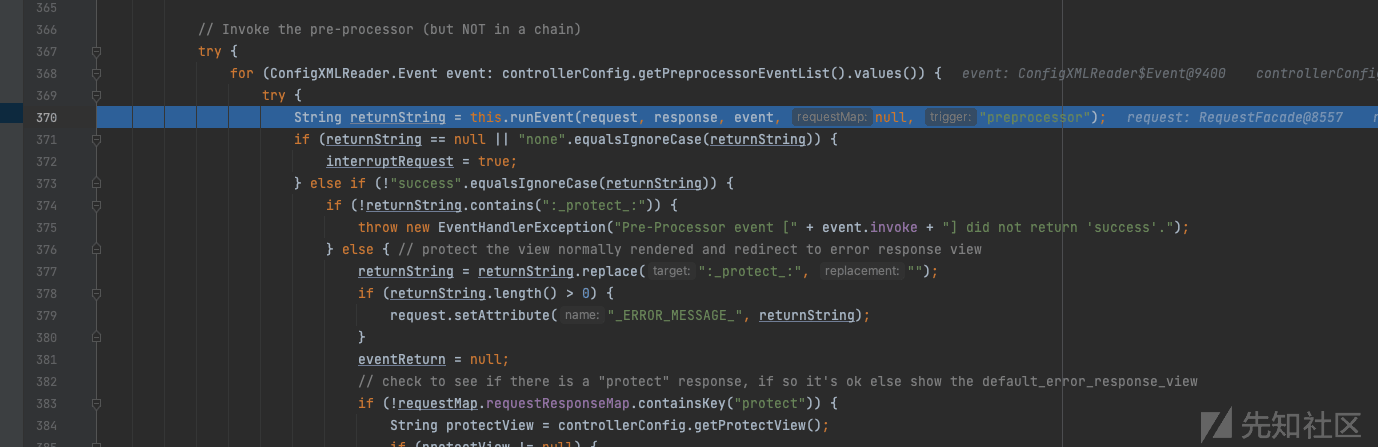 365
366 // Invoke the pre-processor (but NOT in a chain)
367 try {
368 for (ConfigXMLReader.Event event: controllerConfig.getPreprocessorEventList().values()) { event: ConfigXMLReader$Event@9400 controllerConfig
369 try {
370 String returnString = this.runEvent(request, response, event, requestMap: null, trigger: "preprocessor"); request: RequestFacade@8557
371 if (returnString == null || "none".equalsIgnoreCase(returnString)) {
372 interruptRequest = true;
373 } else if (!"success".equalsIgnoreCase(returnString)) {
374 if (!returnString.contains(":_protect_:")) {
375 throw new EventHandlerException("Pre-Processor event [" + event.invoke + "] did not return 'success'.");
376 } else { // protect the view normally rendered and redirect to error response view
377 returnString = returnString.replace( target: ":_protect_:", replacement: "");
378 if (returnString.length() > 0) {
379 request.setAttribute( name: "_ERROR_MESSAGE_", returnString);
380 }
381 eventReturn = null;
382 // check to see if there is a "protect" response, if so it's ok else show the default_error_response_view
383 if (!requestMap.requestResponseMap.containsKey("protect")) {
384 String protectView = controllerConfig.getProtectView();
385 if (protectView != null) {
先知社区